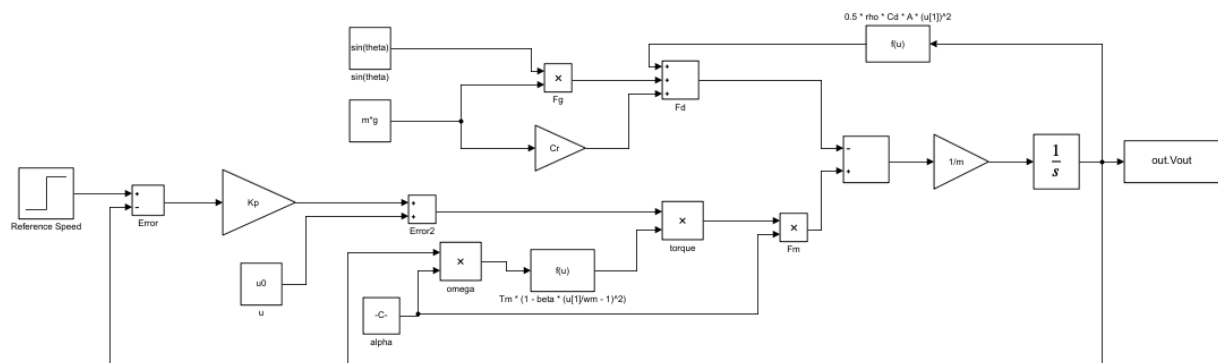 0.5 * rho * Cd * A * (u[1])^2
sin(theta)
sin(theta)
f(u)
+
+
+
Fd
×
Fg
m*g
Cr
−
+
1/m
1
s
out.Vout
+
−
Error
Reference Speed
Kp
+
+
Error2
×
torque
×
Fm
u0
u
×
omega
f(u)
Tm * (1 - beta * (u[1]/wm - 1)^2)
-C-
alpha